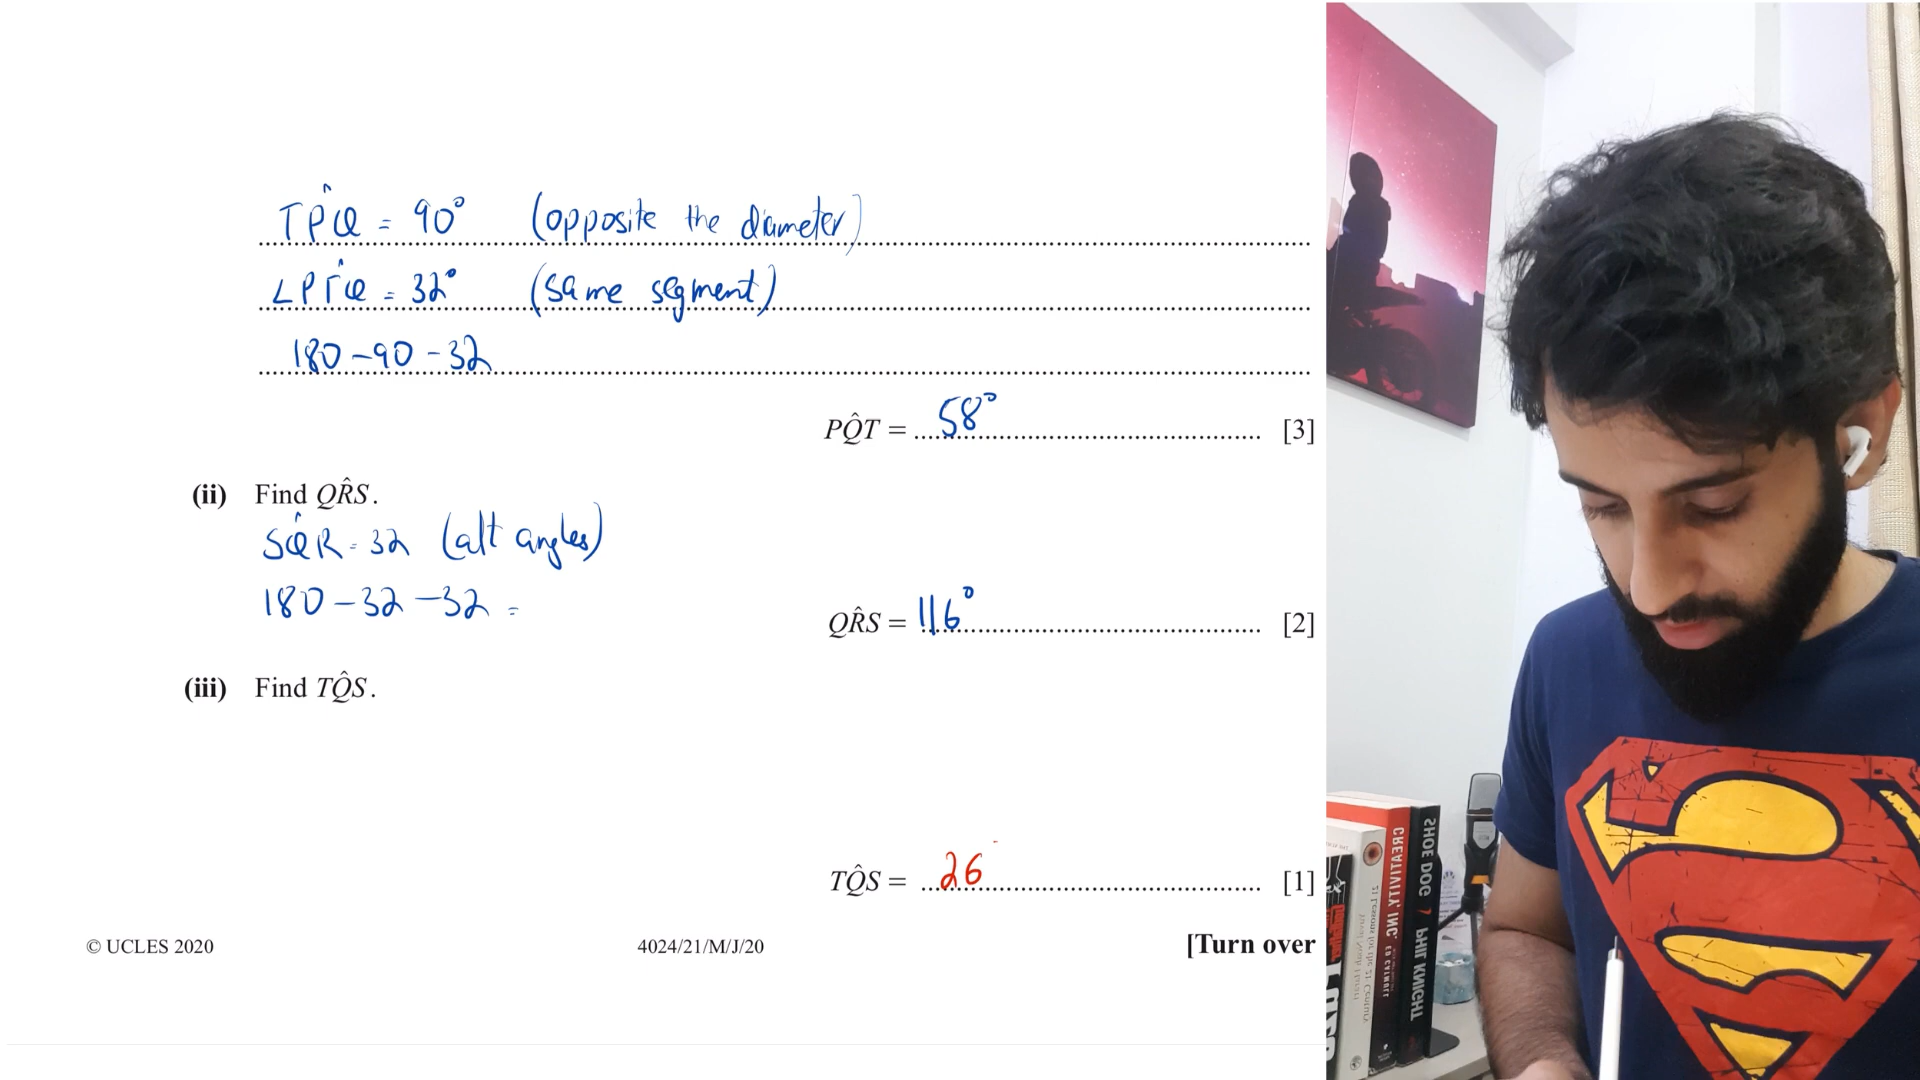 TP̂Q = 90° (opposite the diameter)
∠PT̂Q = 32° (same segment)
180 - 90 - 32
PQ̂T = 58° [3]
(ii) Find QR̂S.
SQ̂R = 32 (alt angles)
180 - 32 - 32 =
QR̂S = 116° [2]
(iii) Find TQ̂S.
TQ̂S = 26 [1]
© UCLES 2020 4024/21/M/J/20 [Turn over
CREATIVITY, INC. ED CATMULL
SHOE DOG PHIL KNIGHT